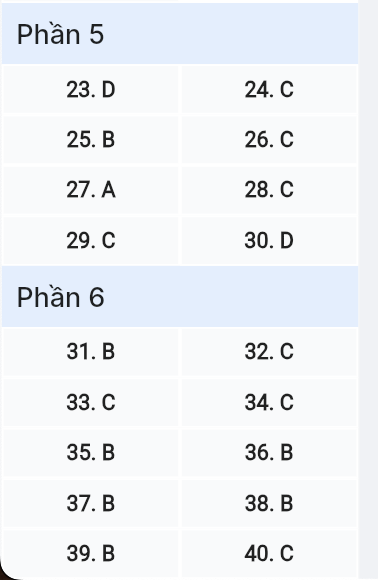 Phần 5
23. D 24. C
25. B 26. C
27. A 28. C
29. C 30. D
Phần 6
31. B 32. C
33. C 34. C
35. B 36. B
37. B 38. B
39. B 40. C